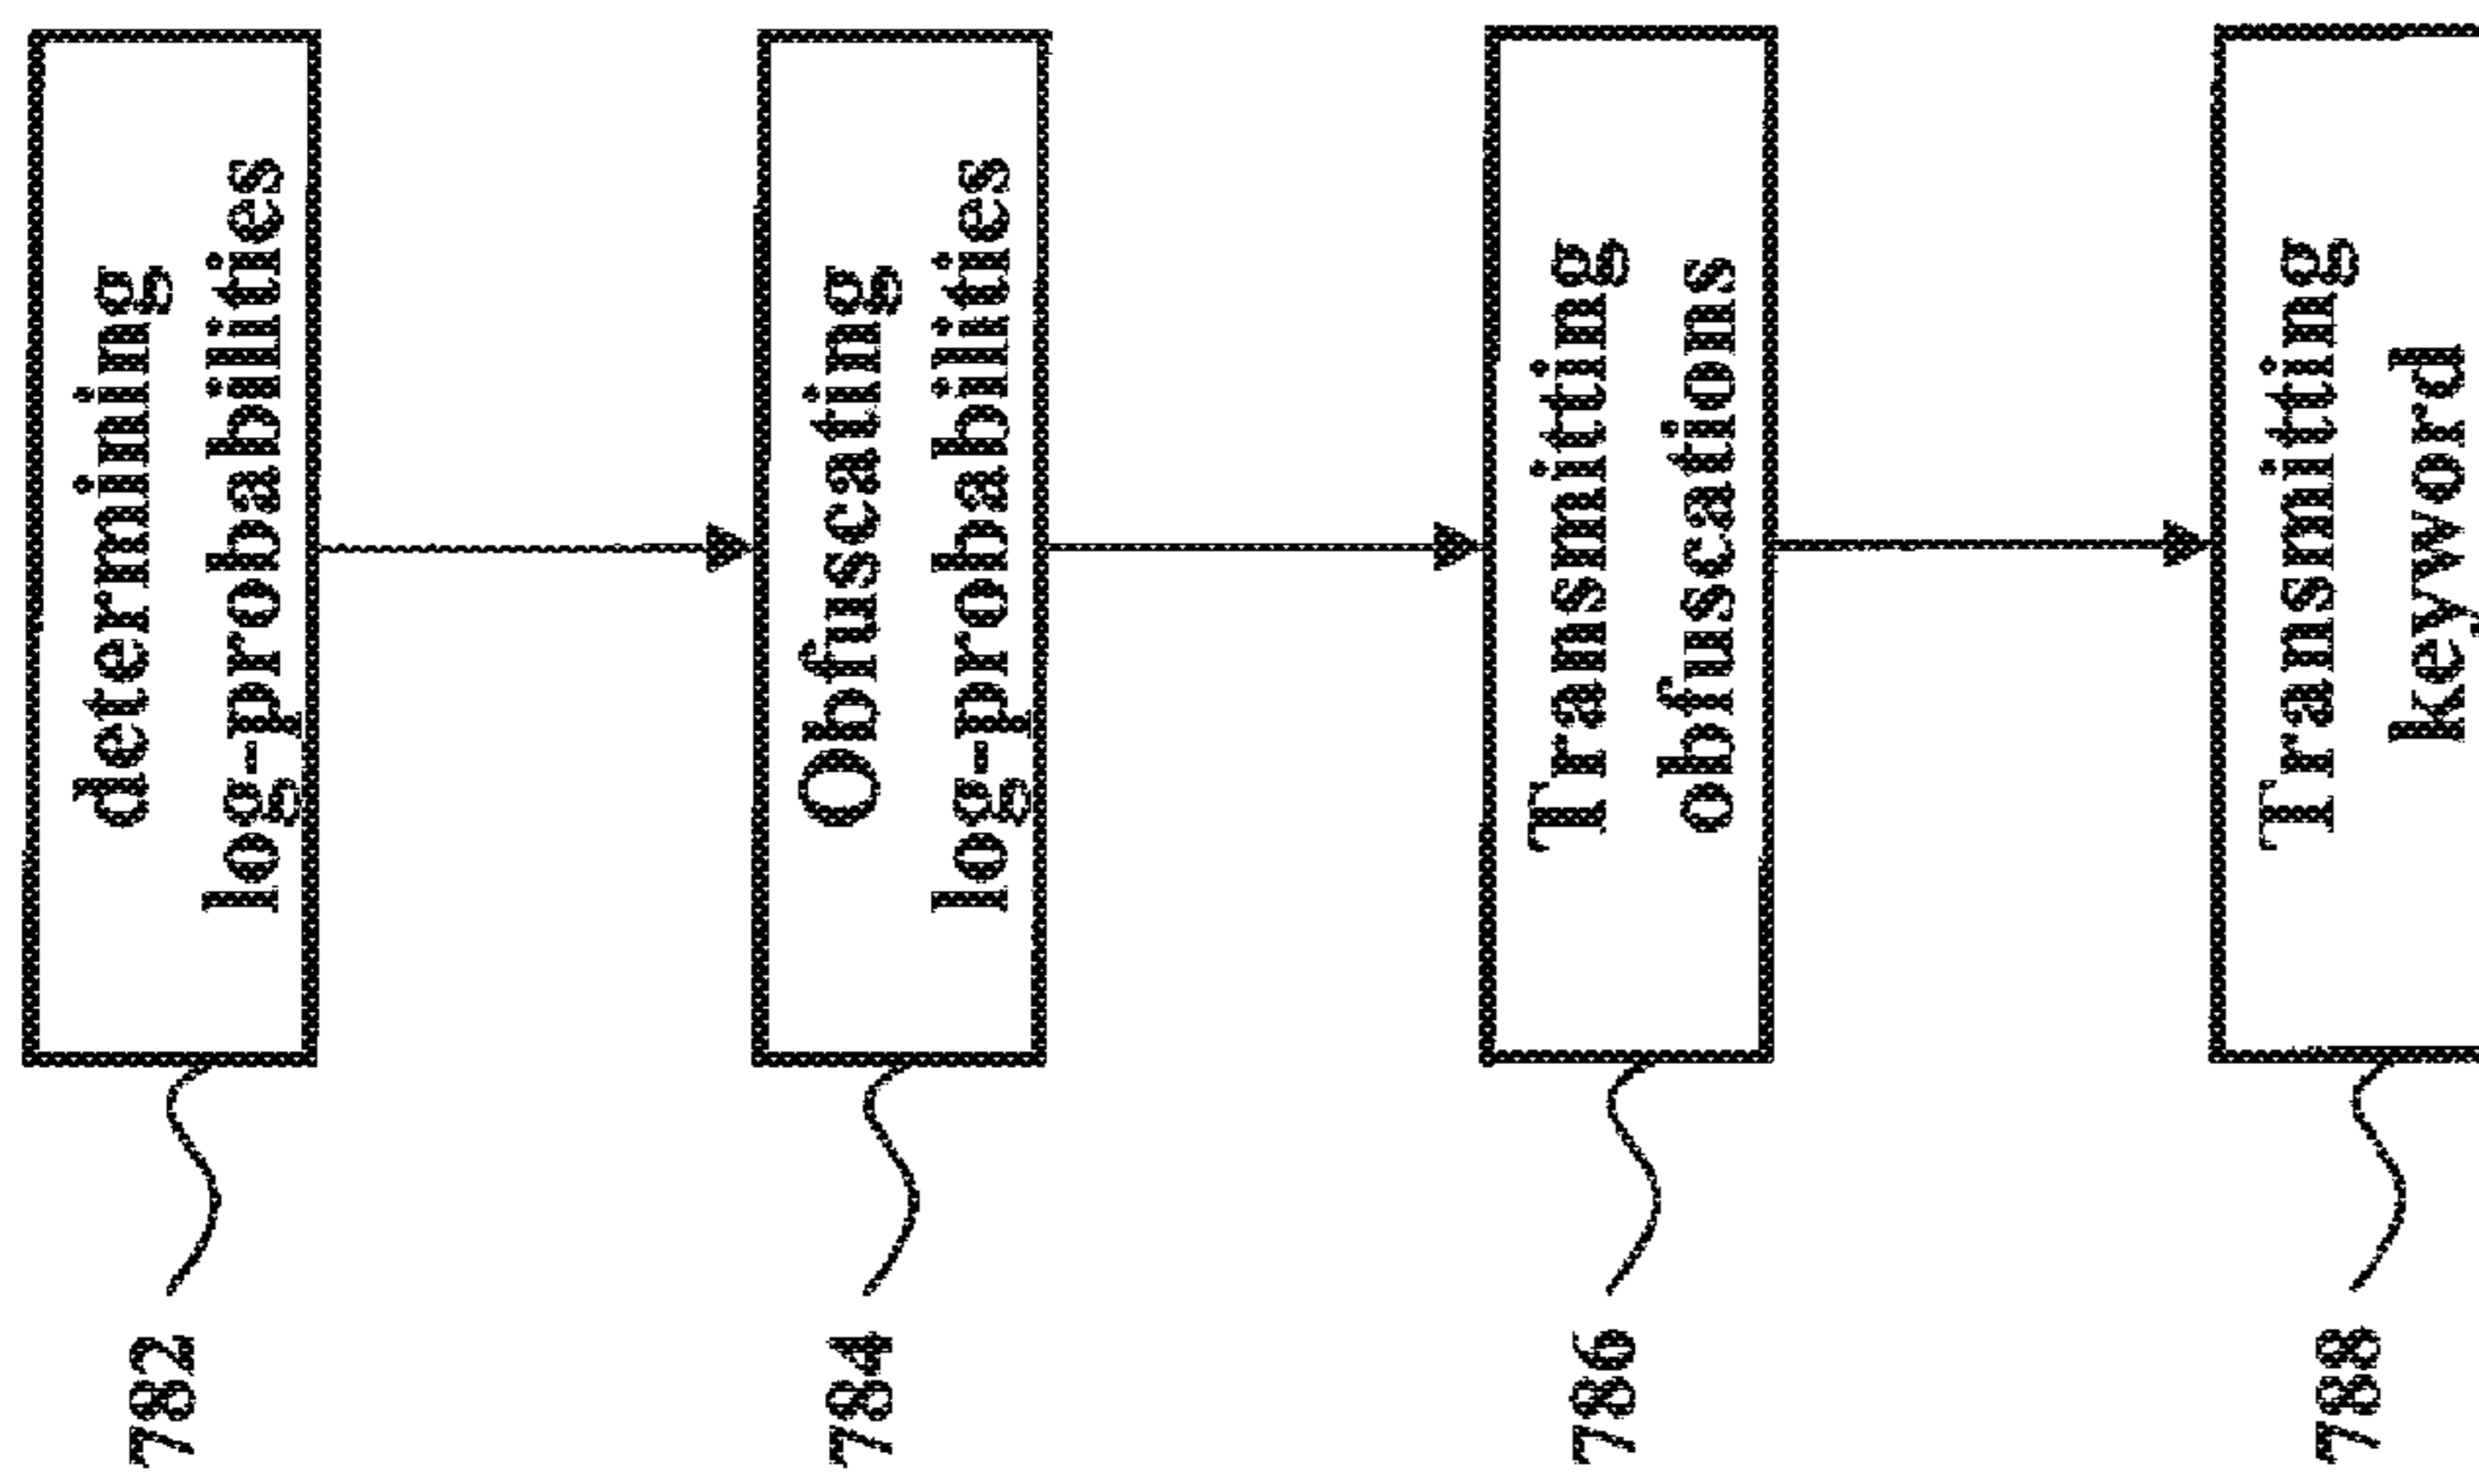 782
determining
log-probabilities
784
Obfuscating
log-probabilities
786
Transmitting
obfuscations
788
Transmitting
keyword